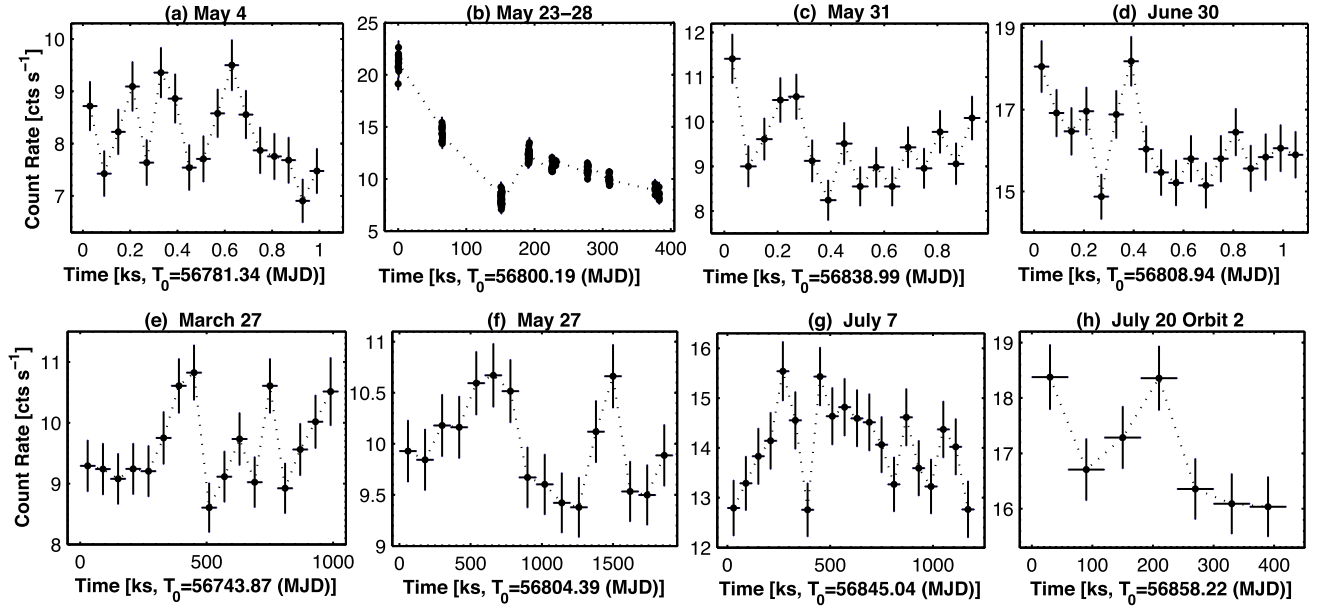 (a) May 4
(b) May 23–28
(c) May 31
(d) June 30
Count Rate [cts s⁻¹]
10
9
8
7
0 0.2 0.4 0.6 0.8 1
Time [ks, T₀=56781.34 (MJD)]
25
20
15
10
5
0 100 200 300 400
Time [ks, T₀=56800.19 (MJD)]
12
11
10
9
8
0 0.2 0.4 0.6 0.8
Time [ks, T₀=56838.99 (MJD)]
19
17
15
0 0.2 0.4 0.6 0.8 1
Time [ks, T₀=56808.94 (MJD)]
(e) March 27
(f) May 27
(g) July 7
(h) July 20 Orbit 2
Count Rate [cts s⁻¹]
11
10
9
8
0 500 1000
Time [ks, T₀=56743.87 (MJD)]
11
10.5
10
9.5
9
0 500 1000 1500
Time [ks, T₀=56804.39 (MJD)]
16
15
14
13
12
0 500 1000
Time [ks, T₀=56845.04 (MJD)]
19
18
17
16
0 100 200 300 400
Time [ks, T₀=56858.22 (MJD)]